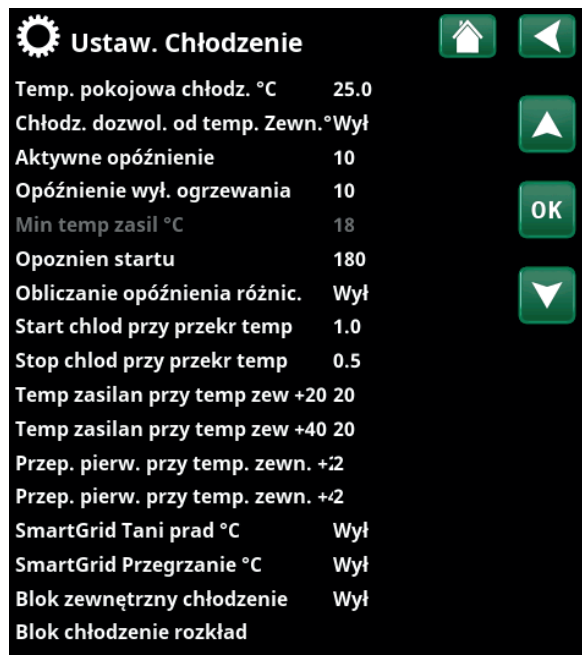 Ustaw. Chłodzenie
Temp. pokojowa chłodz. °C 25.0
Chłodz. dozwol. od temp. Zewn.° Wył
Aktywne opóźnienie 10
Opóźnienie wył. ogrzewania 10
Min temp zasil °C 18
OK
Opoznien startu 180
Obliczanie opóźnienia różnic. Wył
Start chlod przy przekr temp 1.0
Stop chlod przy przekr temp 0.5
Temp zasilan przy temp zew +20 20
Temp zasilan przy temp zew +40 20
Przep. pierw. przy temp. zewn. +2
Przep. pierw. przy temp. zewn. +2
SmartGrid Tani prad °C Wył
SmartGrid Przegrzanie °C Wył
Blok zewnętrzny chłodzenie Wył
Blok chłodzenie rozkład